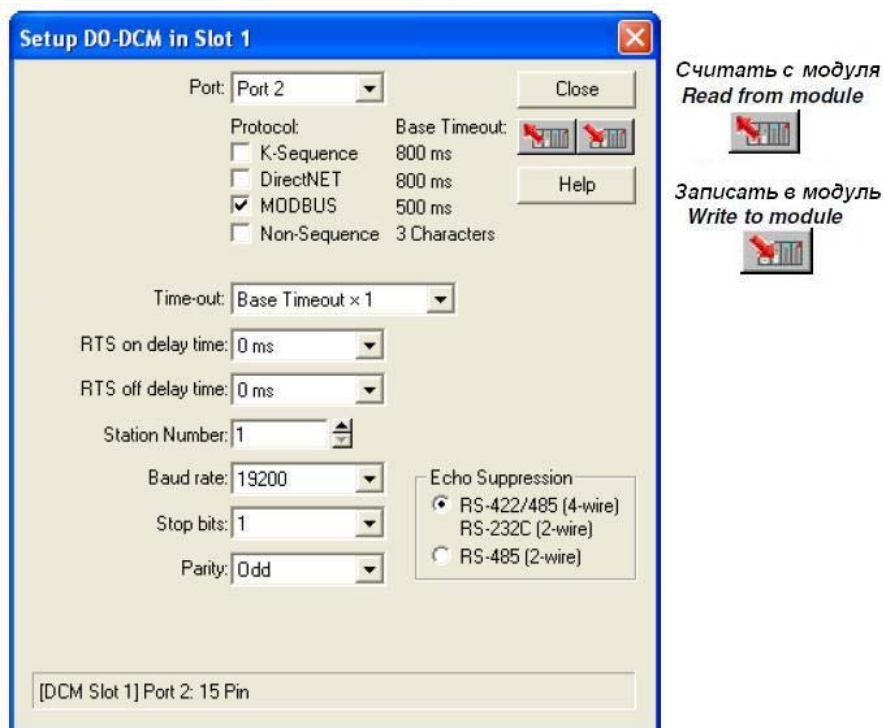 Setup D0-DCM in Slot 1
Port: Port 2
Close
Protocol: Base Timeout:
K-Sequence 800 ms
DirectNET 800 ms
MODBUS 500 ms
Non-Sequence 3 Characters
Help
Time-out: Base Timeout × 1
RTS on delay time: 0 ms
RTS off delay time: 0 ms
Station Number: 1
Baud rate: 19200
Stop bits: 1
Parity: Odd
Echo Suppression
RS-422/485 (4-wire)
RS-232C (2-wire)
RS-485 (2-wire)
[DCM Slot 1] Port 2: 15 Pin
Считать с модуля
Read from module
Записать в модуль
Write to module